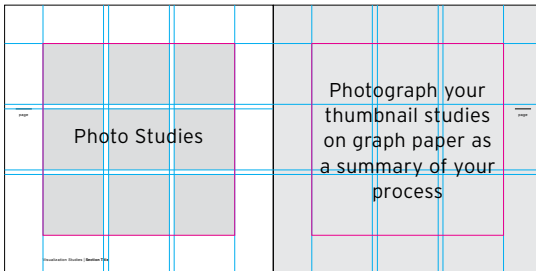 page
Photo Studies
Visualization Studies | Section Title
Photograph your
thumbnail studies
on graph paper as
a summary of your
process
page